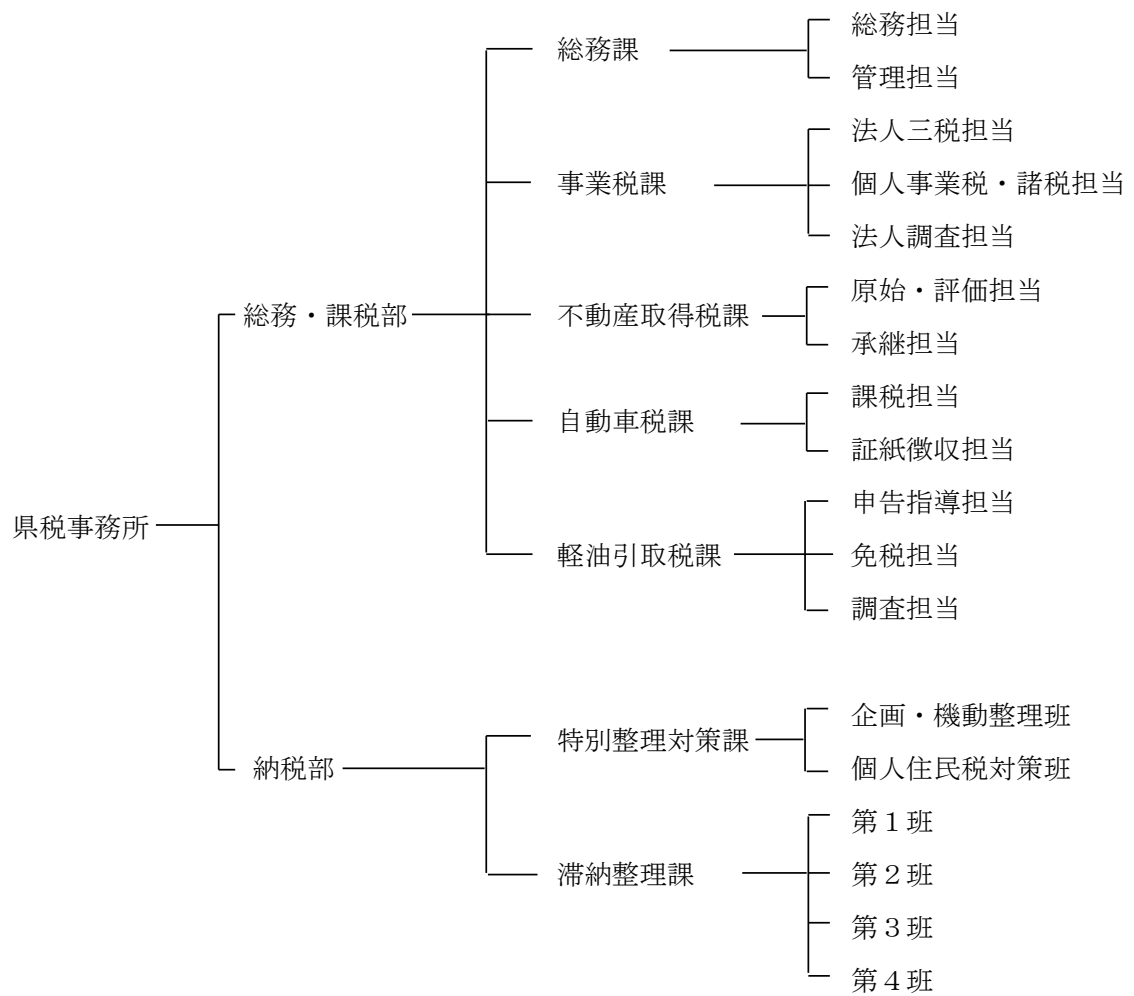 県税事務所
総務・課税部
総務課
総務担当
管理担当
事業税課
法人三税担当
個人事業税・諸税担当
法人調査担当
不動産取得税課
原始・評価担当
承継担当
自動車税課
課税担当
証紙徴収担当
軽油引取税課
申告指導担当
免税担当
調査担当
納税部
特別整理対策課
企画・機動整理班
個人住民税対策班
滞納整理課
第１班
第２班
第３班
第４班